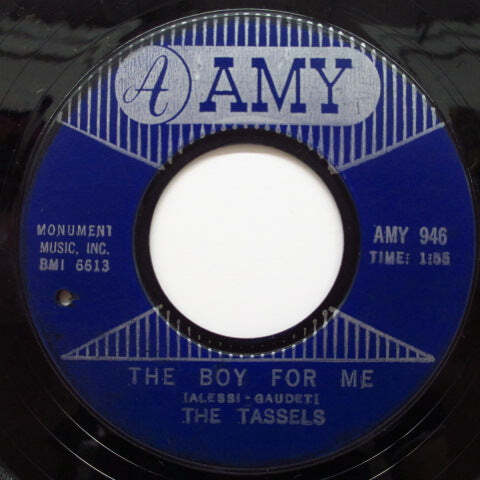 A AMY
MONUMENT
MUSIC, INC.
BMI 6613
AMY 946
TIME: 1:55
THE BOY FOR ME
[ALESSI - GAUDET]
THE TASSELS